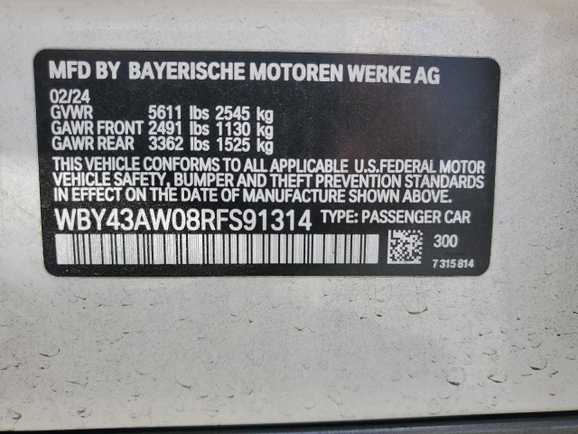 MFD BY BAYERISCHE MOTOREN WERKE AG
02/24
GVWR 5611 lbs 2545 kg
GAWR FRONT 2491 lbs 1130 kg
GAWR REAR 3362 lbs 1525 kg
THIS VEHICLE CONFORMS TO ALL APPLICABLE U.S.FEDERAL MOTOR
VEHICLE SAFETY, BUMPER AND THEFT PREVENTION STANDARDS
IN EFFECT ON THE DATE OF MANUFACTURE SHOWN ABOVE.
WBY43AW08RFS91314 TYPE: PASSENGER CAR
300
7 315 814